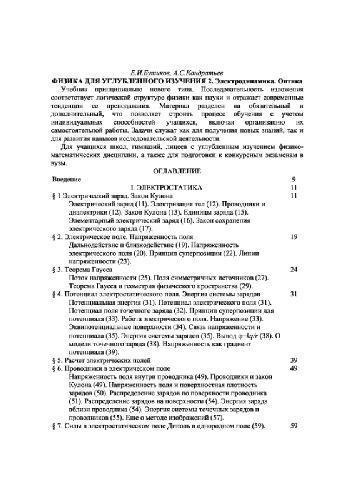 Е.И.Бутиков, А.С.Кондратьев
ФИЗИКА ДЛЯ УГЛУБЛЕННОГО ИЗУЧЕНИЯ 2. Электродинамика. Оптика
Учебник принципиально нового типа. Последовательность изложения
соответствует логической структуре физики как науки и отражает современные
тенденции ее преподавания. Материал разделен на обязательный и
дополнительный, что позволяет строить процесс обучения с учетом
индивидуальных способностей учащихся, включая организацию их
самостоятельной работы. Задачи служат как для получения новых знаний, так и
для развития навыков исследовательской деятельности.
Для учащихся школ, гимназий, лицеев с углубленным изучением физико-
математических дисциплин, а также для подготовки к конкурсным экзаменам в
вузы.
ОГЛАВЛЕНИЕ
Введение 9
I. ЭЛЕКТРОСТАТИКА 11
§ 1 Электрический заряд. Закон Кулона 11
Электрический заряд (11). Электризация тел (12). Проводники и
диэлектрики (12). Закон Кулона (13). Единицы заряда (15).
Элементарный электрический заряд (16). Закон сохранения
электрического заряда (17).
§ 2. Электрическое поле. Напряженность поля 19
Дальнодействие и близкодействие (19). Напряженность
электрического поля (20). Принцип суперпозиции (22). Линии
напряженности (23).
§ 3. Теорема Гаусса 24
Поток напряженности (25). Поля симметричных источников (27).
Теорема Гаусса и геометрия физического пространства (29).
§ 4. Потенциал электростатического поля. Энергия системы зарядов 31
Потенциальная энергия (31). Потенциал электрического поля (31).
Потенциал поля точечного заряда (32). Принцип суперпозиции для
потенциала (33). Работа электрического поля. Напряжение (33).
Эквипотенциальные поверхности (34). Связь напряженности и
потенциала (35). Энергия системы зарядов (35). Вывод φ=kq/r (38). О
модели точечного заряда (38). Напряженность как градиент
потенциала (39).
§ 5. Расчет электрических полей 39
§ 6. Проводники в электрическом поле 49
Напряженность поля внутри проводника (49). Проводники и закон
Кулона (49). Напряженность поля и поверхностная плотность
зарядов (50). Распределение зарядов по поверхности проводника
(51). Распределение зарядов на поверхности (54). Энергия заряда
вблизи проводника (54). Энергия системы точечных зарядов и
проводников (55). Еще о методе изображений (57).
§ 7. Силы в электростатическом поле Диполь в однородном поле (59). 59